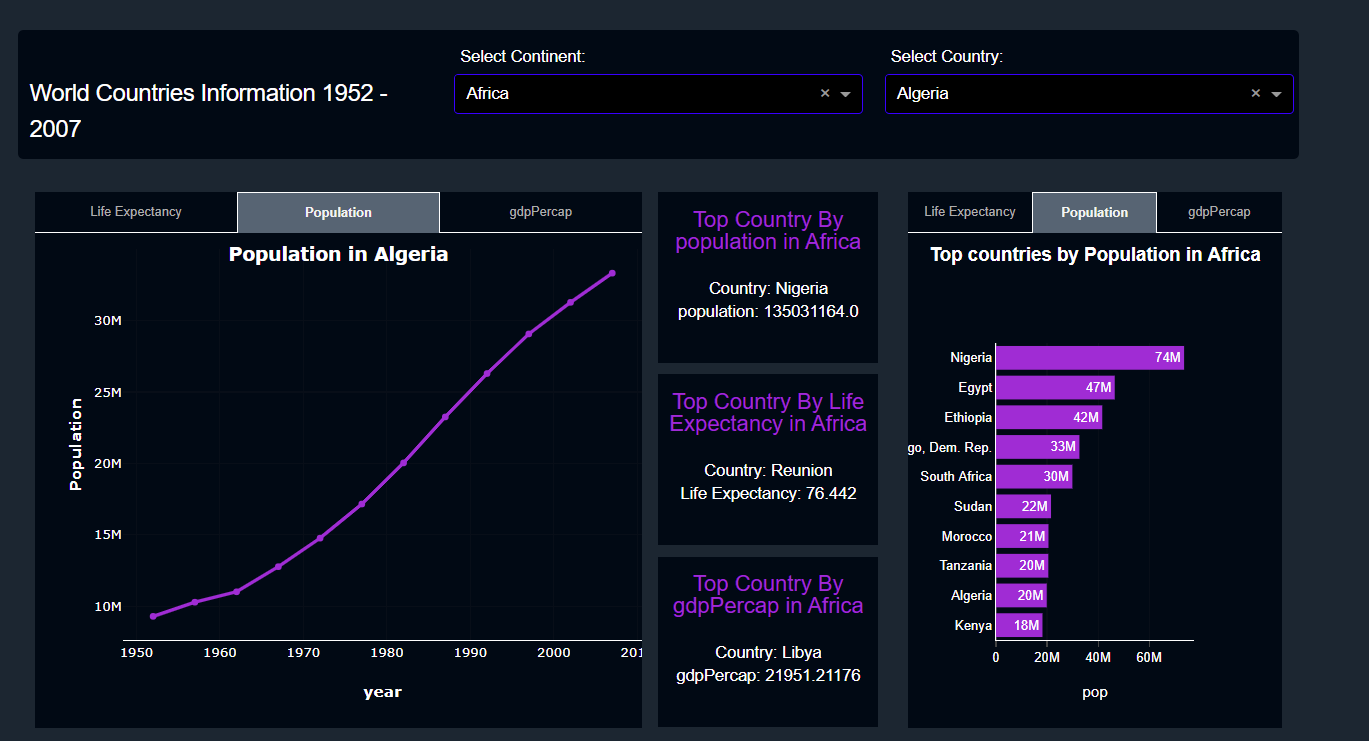 World Countries Information 1952 -
2007
Select Continent:
Africa
Select Country:
Algeria
Life Expectancy
Population
gdpPercap
Population in Algeria
Population
30M
25M
20M
15M
10M
1950
1960
1970
1980
1990
2000
201
year
Top Country By
population in Africa
Country: Nigeria
population: 135031164.0
Top Country By Life
Expectancy in Africa
Country: Reunion
Life Expectancy: 76.442
Top Country By
gdpPercap in Africa
Country: Libya
gdpPercap: 21951.21176
Life Expectancy
Population
gdpPercap
Top countries by Population in Africa
Nigeria 74M
Egypt 47M
Ethiopia 42M
go, Dem. Rep. 33M
South Africa 30M
Sudan 22M
Morocco 21M
Tanzania 20M
Algeria 20M
Kenya 18M
0
20M
40M
60M
pop